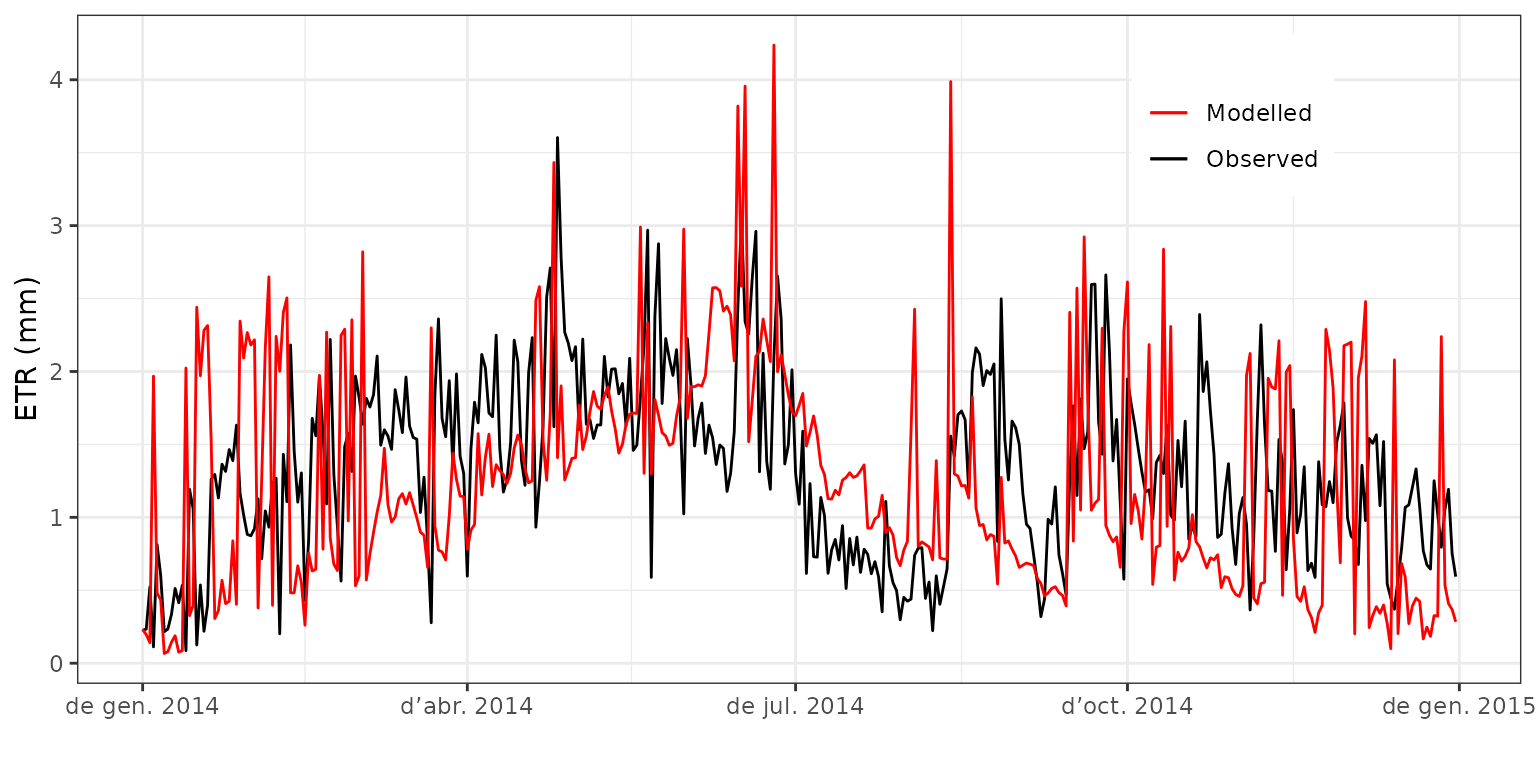 ETR (mm)
4
3
2
1
0
Modelled
Observed
de gen. 2014
d’abr. 2014
de jul. 2014
d’oct. 2014
de gen. 2015